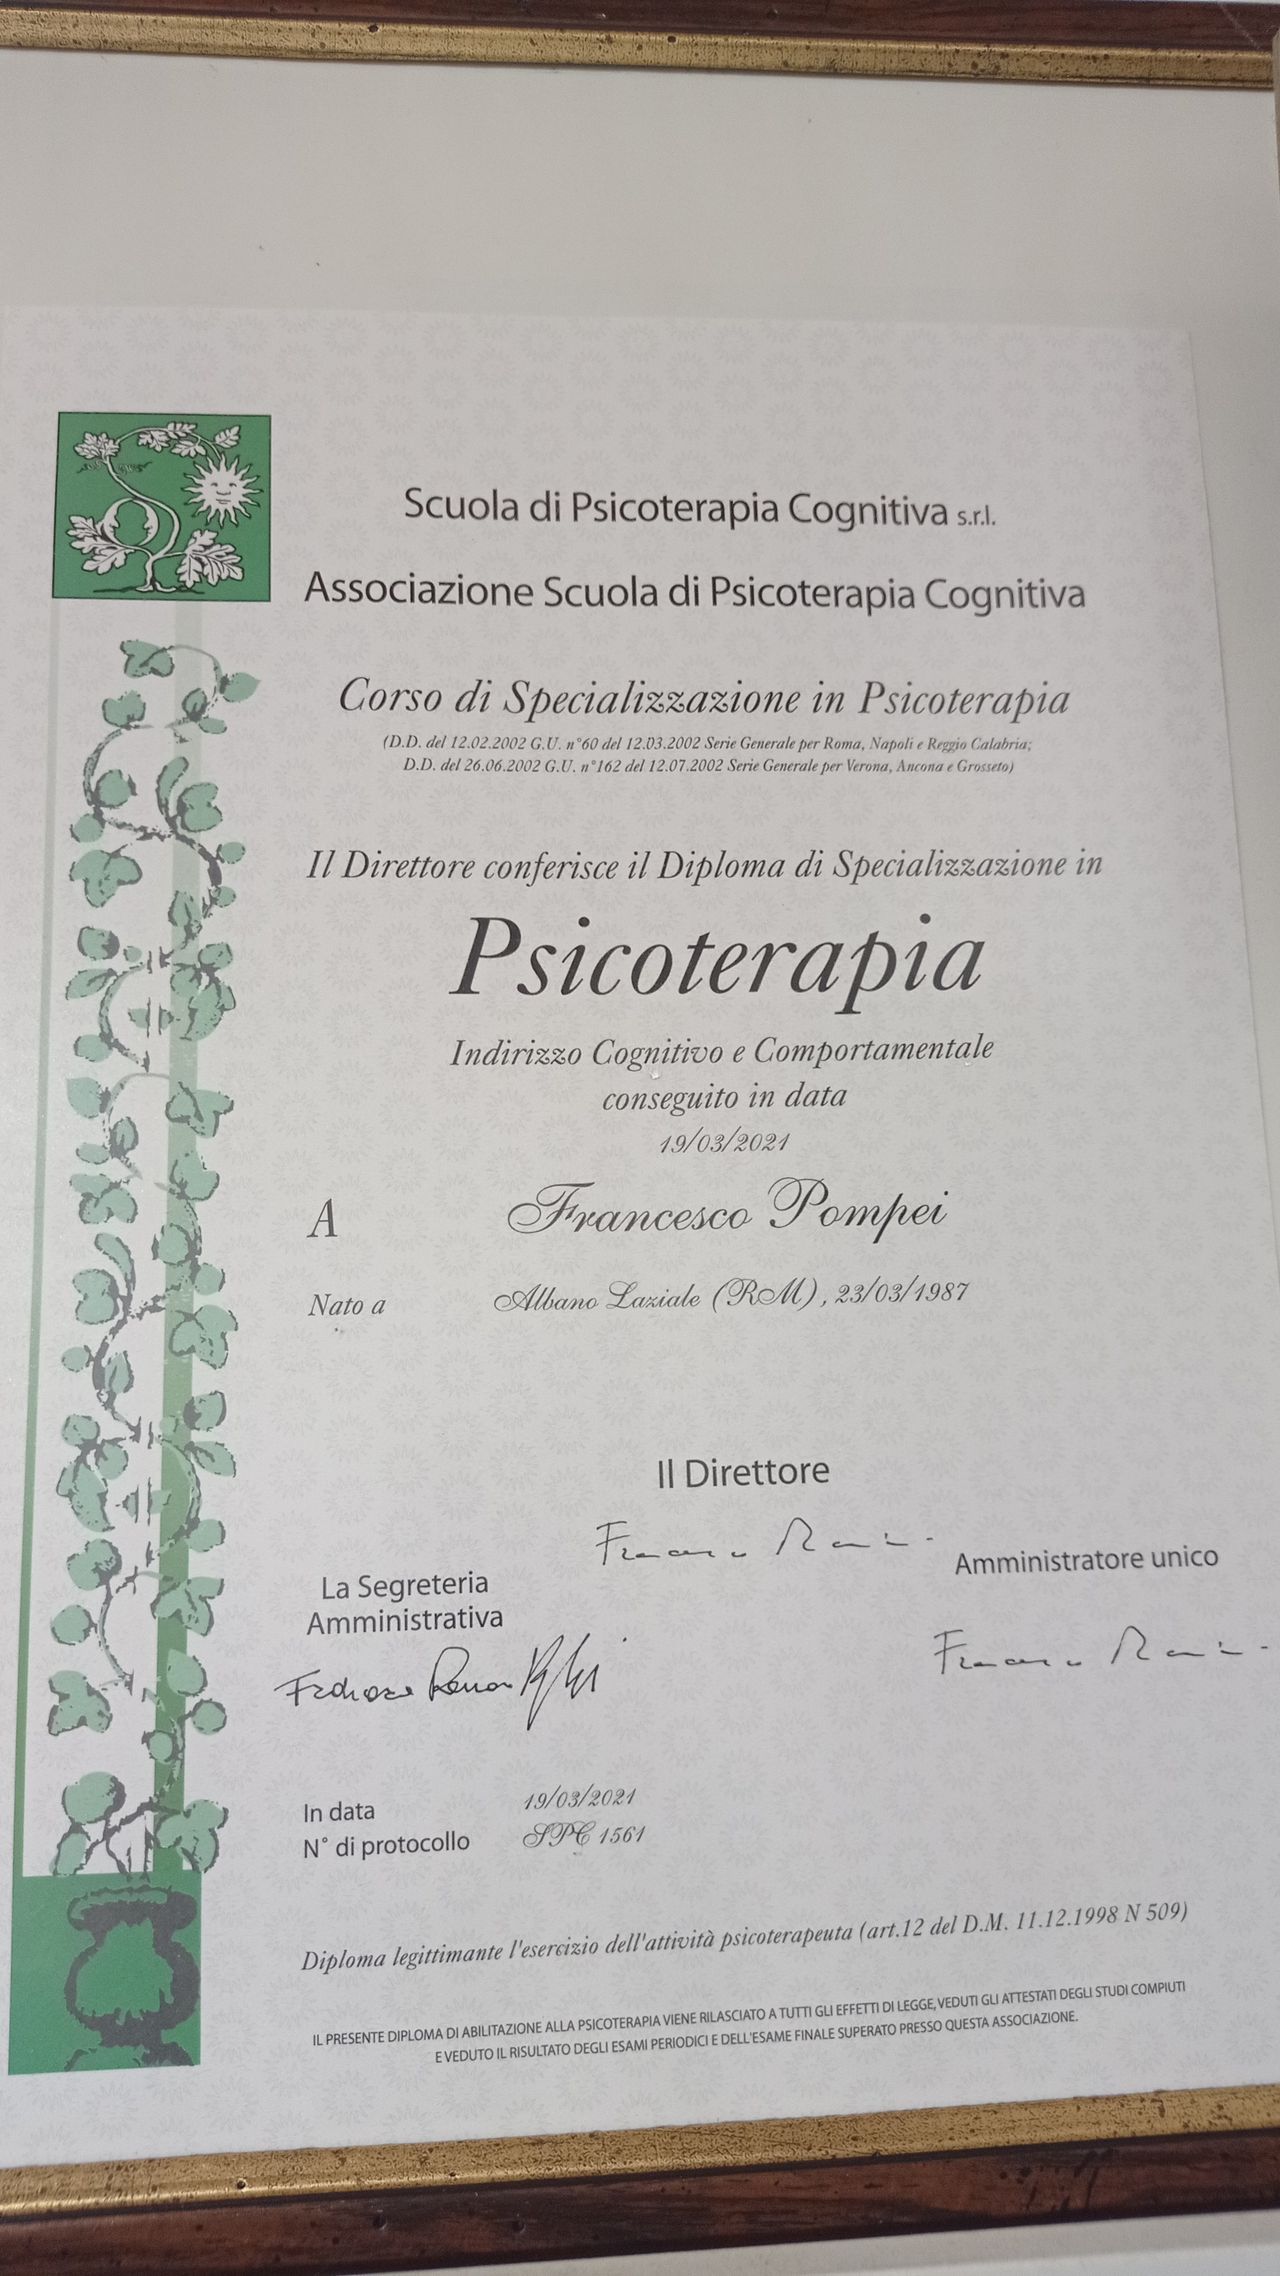 Scuola di Psicoterapia Cognitiva s.r.l.
Associazione Scuola di Psicoterapia Cognitiva
Corso di Specializzazione in Psicoterapia
(D.D. del 12.02.2002 G.U. n°60 del 12.03.2002 Serie Generale per Roma, Napoli e Reggio Calabria;
D.D. del 26.06.2002 G.U. n°162 del 12.07.2002 Serie Generale per Verona, Ancona e Grosseto)
Il Direttore conferisce il Diploma di Specializzazione in
Psicoterapia
Indirizzo Cognitivo e Comportamentale
conseguito in data
19/03/2021
A Francesco Pompei
Nato a Albano Laziale (RM), 23/03/1987
Il Direttore
Amministratore unico
La Segreteria
Amministrativa
In data 19/03/2021
N° di protocollo SPC 1561
Diploma legittimante l'esercizio dell'attività psicoterapeuta (art.12 del D.M. 11.12.1998 N 509)
IL PRESENTE DIPLOMA DI ABILITAZIONE ALLA PSICOTERAPIA VIENE RILASCIATO A TUTTI GLI EFFETTI DI LEGGE, VEDUTI GLI ATTESTATI DEGLI STUDI COMPIUTI
E VEDUTO IL RISULTATO DEGLI ESAMI PERIODICI E DELL'ESAME FINALE SUPERATO PRESSO QUESTA ASSOCIAZIONE.